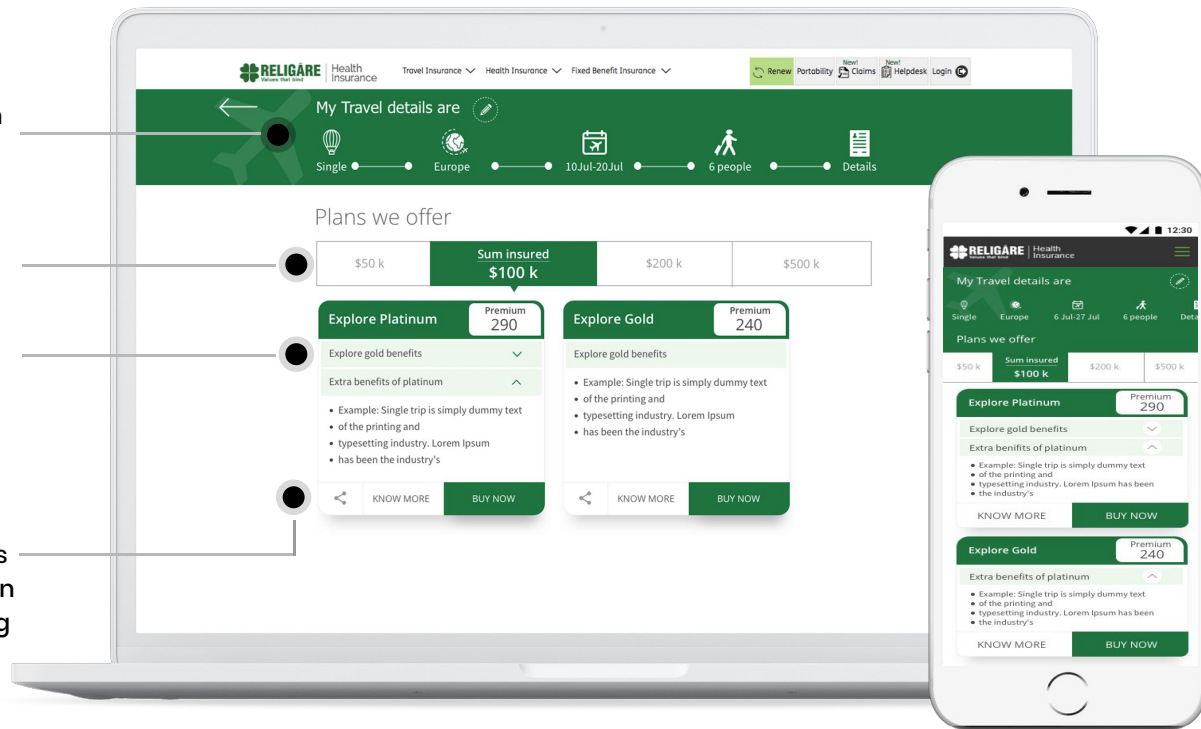 RELIGARE Health Insurance
Values that bind
Travel Insurance Health Insurance Fixed Benefit Insurance
Renew Portability New! Claims New! Helpdesk Login
My Travel details are
Single Europe 10Jul-20Jul 6 people Details
Plans we offer
$50 k Sum insured $100 k $200 k $500 k
Explore Platinum Premium 290
Explore gold benefits
Extra benefits of platinum
• Example: Single trip is simply dummy text
• of the printing and
• typesetting industry. Lorem Ipsum
• has been the industry's
KNOW MORE BUY NOW
Explore Gold Premium 240
Explore gold benefits
• Example: Single trip is simply dummy text
• of the printing and
• typesetting industry. Lorem Ipsum
• has been the industry's
KNOW MORE BUY NOW
12:30
RELIGARE Health Insurance
My Travel details are
Single Europe 6 Jul-27 Jul 6 people Deta
Plans we offer
$50 k Sum insured $100 k $200 k $500 k
Explore Platinum Premium 290
Explore gold benefits
Extra benifits of platinum
• Example: Single trip is simply dummy text
• of the printing and
• typesetting industry. Lorem Ipsum has been
• the industry's
KNOW MORE BUY NOW
Explore Gold Premium 240
Extra benefits of platinum
• Example: Single trip is simply dummy text
• of the printing and
• typesetting industry. Lorem Ipsum has been
• the industry's
KNOW MORE BUY NOW